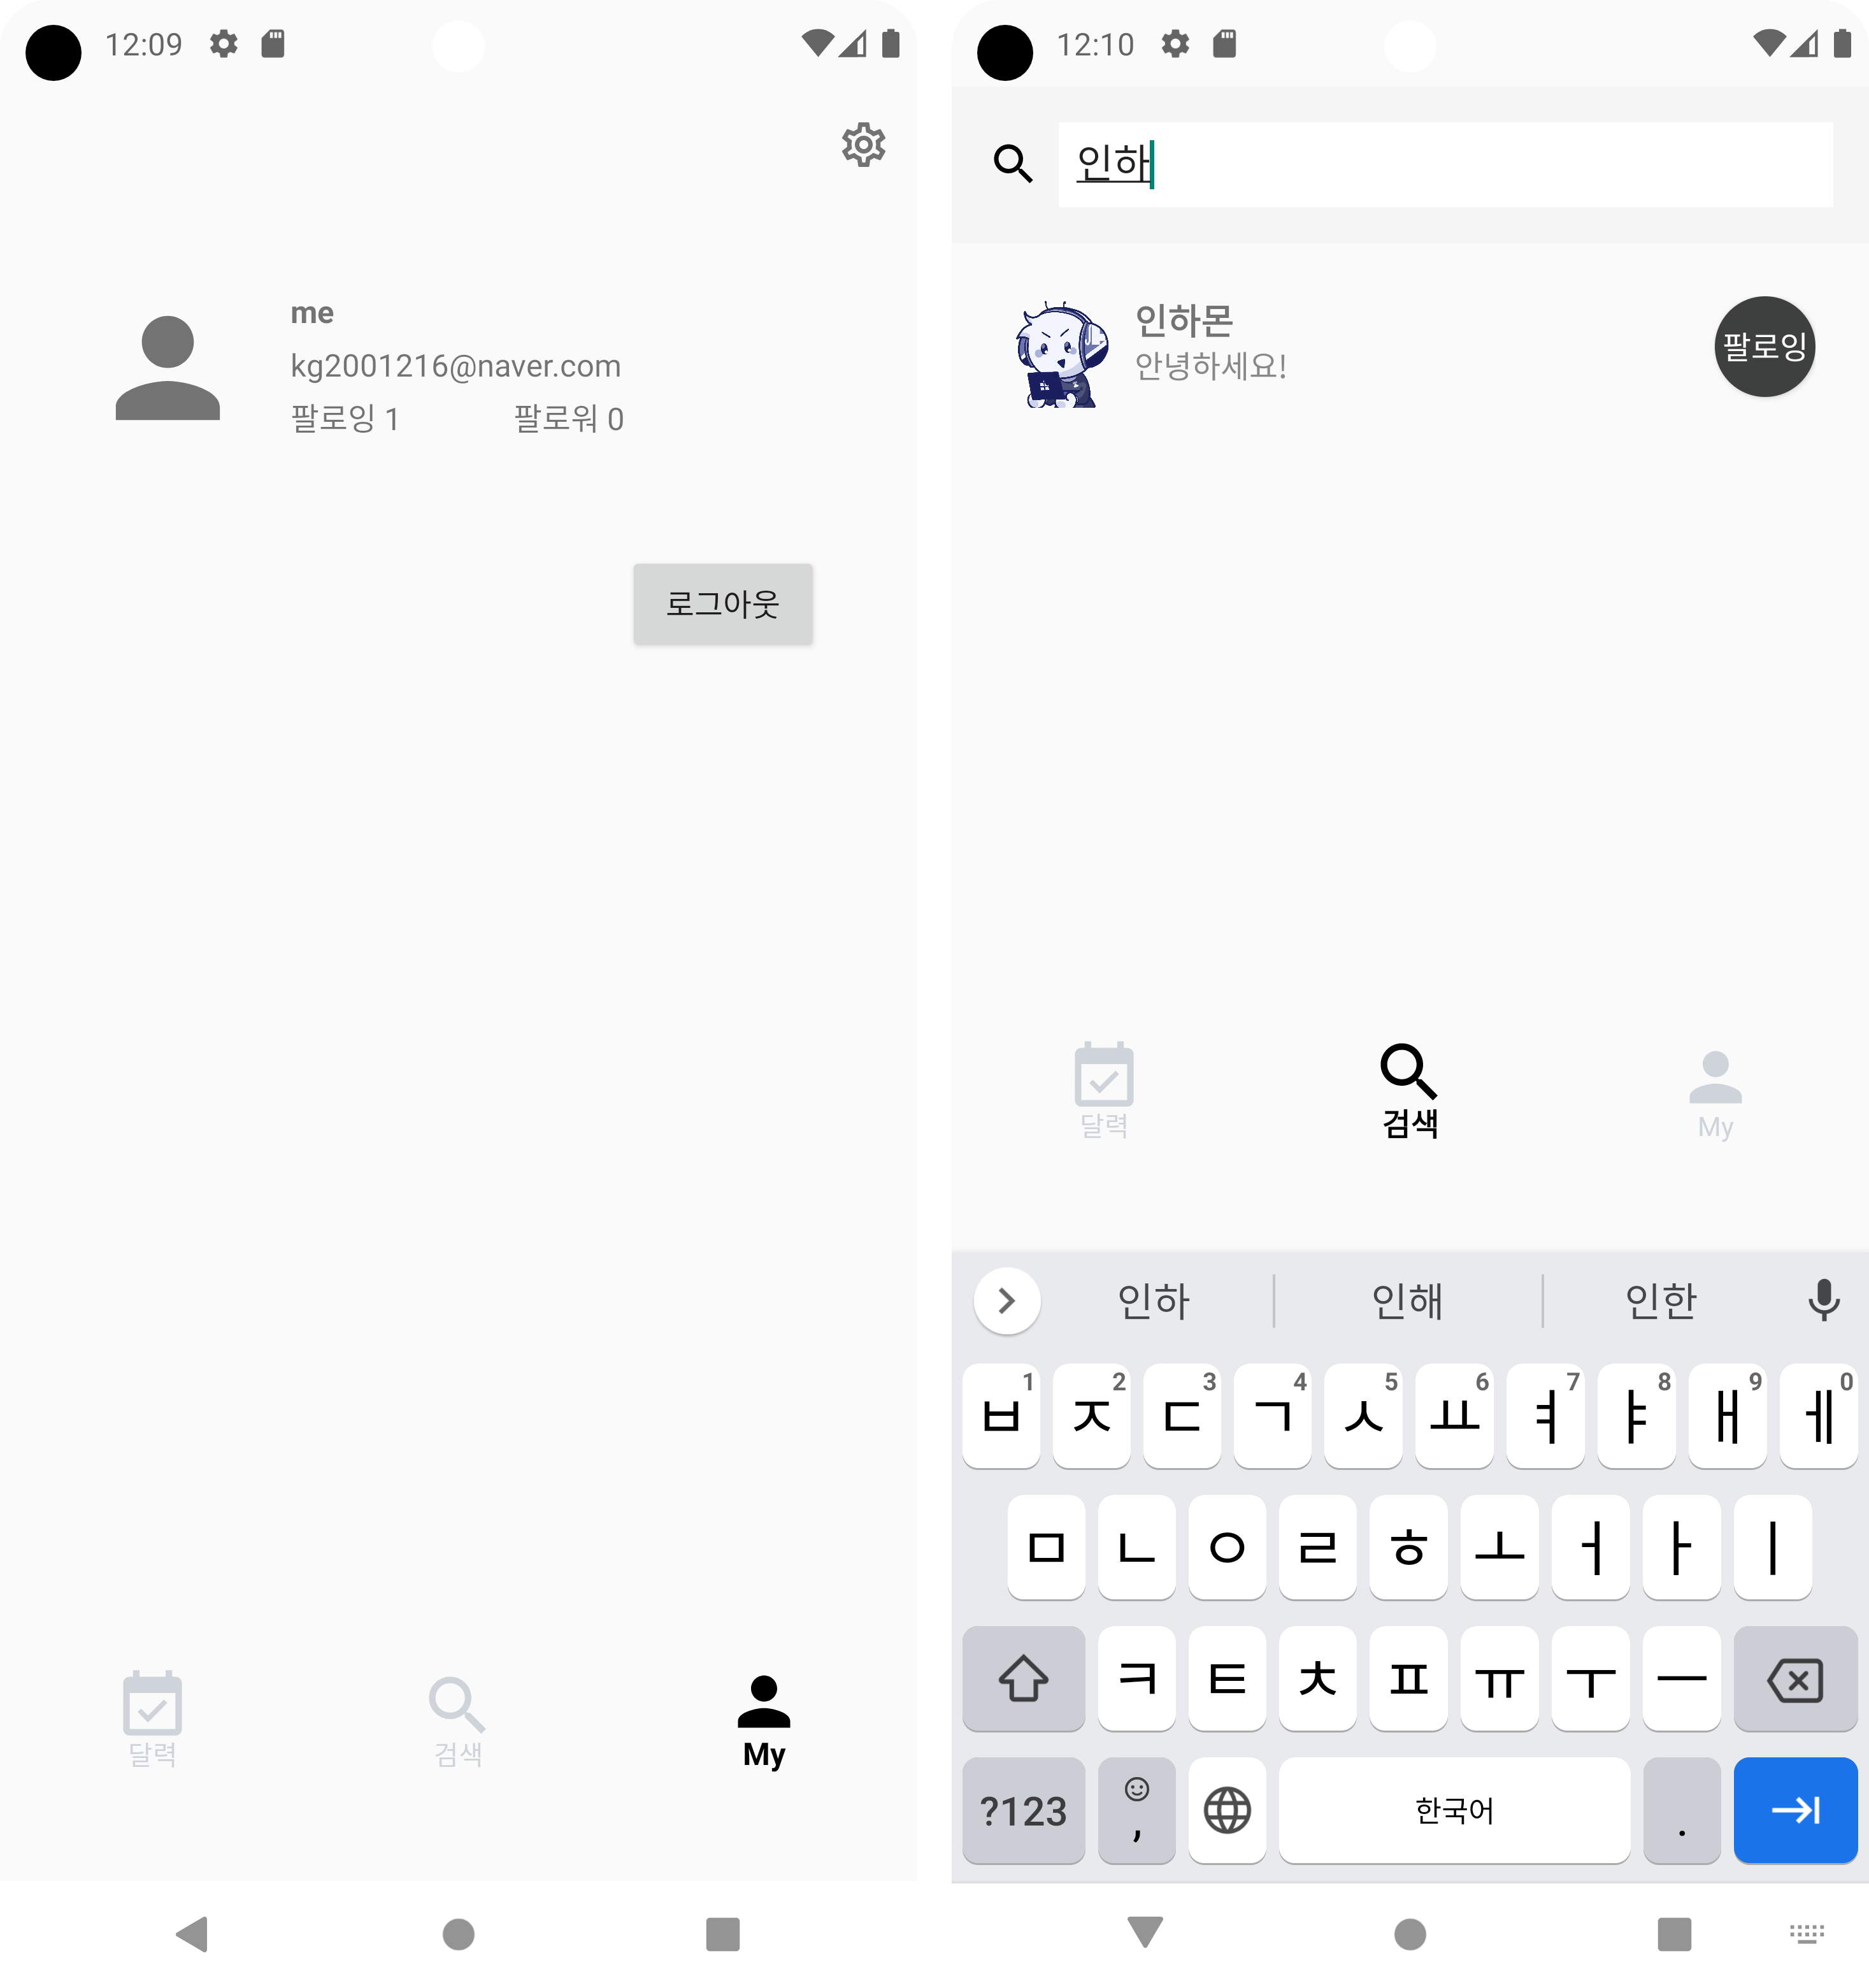 12:09
me
kg2001216@naver.com
팔로잉 1 팔로워 0
로그아웃
달력 검색 My
12:10
인하
인하몬
안녕하세요!
팔로잉
달력 검색 My
인하 인해 인한
1 2 3 4 5 6 7 8 9 0
ㅂ ㅈ ㄷ ㄱ ㅅ ㅛ ㅕ ㅑ ㅐ ㅔ
ㅁ ㄴ ㅇ ㄹ ㅎ ㅗ ㅓ ㅏ ㅣ
ㅋ ㅌ ㅊ ㅍ ㅠ ㅜ ㅡ
?123 , 한국어 .